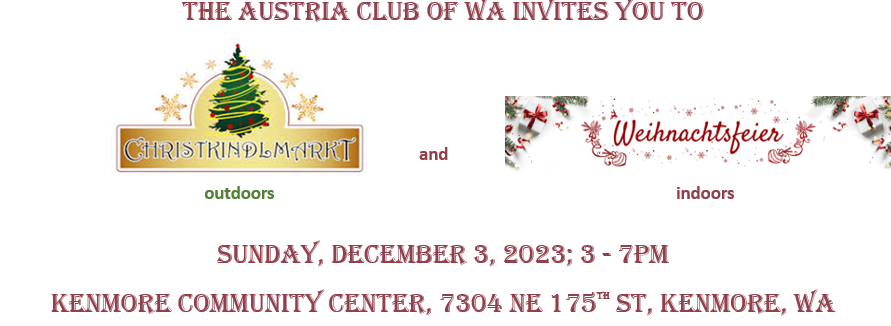 THE AUSTRIA CLUB OF WA INVITES YOU TO
CHRISTKINDLMARKT
and
Weihnachtsfeier
outdoors
indoors
SUNDAY, DECEMBER 3, 2023; 3 - 7PM
KENMORE COMMUNITY CENTER, 7304 NE 175TH ST, KENMORE, WA